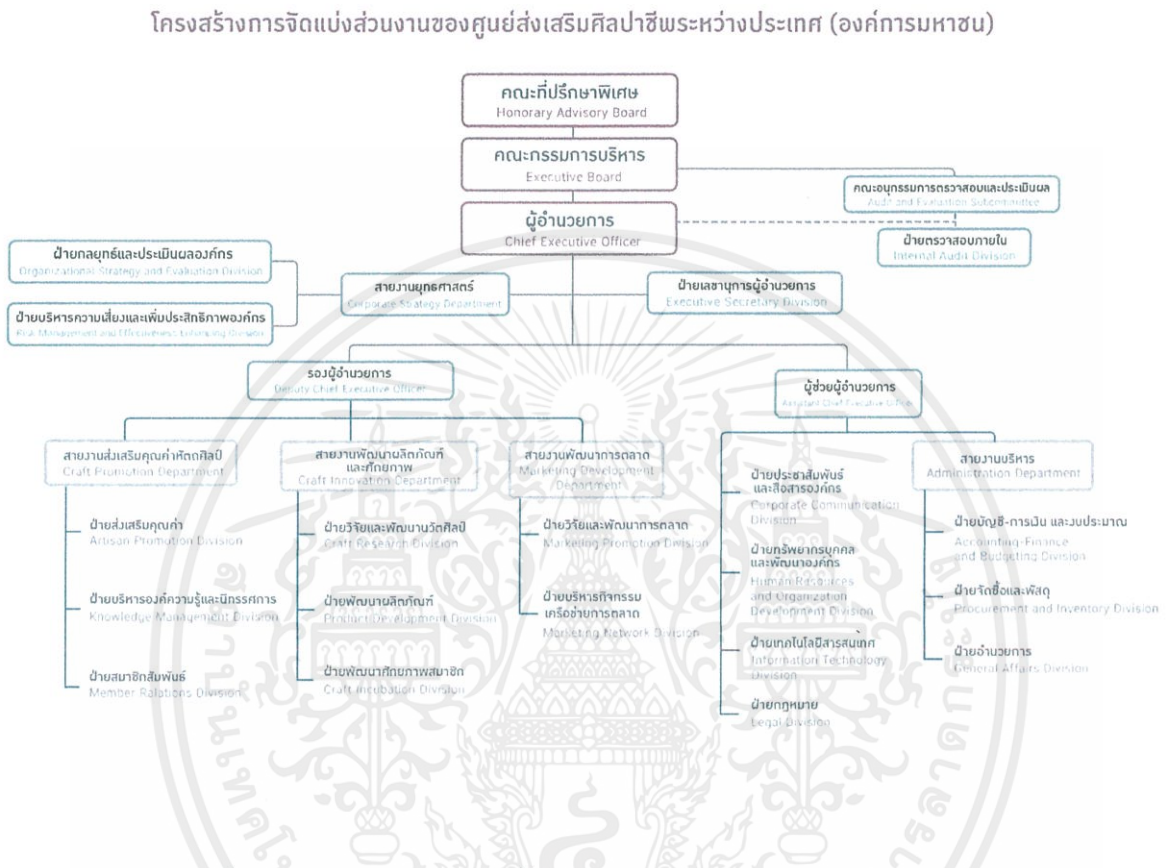 โครงสร้างการจัดแบ่งส่วนงานของศูนย์ส่งเสริมศิลปาชีพระหว่างประเทศ (องค์การมหาชน)
คณะที่ปรึกษาพิเศษ
Honorary Advisory Board
คณะกรรมการบริหาร
Executive Board
คณะอนุกรรมการตรวาสอบและประเมินผล
Audit and Evaluation Subcommittee
ผู้อำนวยการ
Chief Executive Officer
ฝ่ายตรวาสอบภายใน
Internal Audit Division
ฝ่ายกลยุทธ์และประเมินผลองค์กร
Organizational Strategy and Evaluation Division
สายงานยุทธศาสตร์
Corporate Strategy Department
ฝ่ายเลขานุการผู้อำนวยการ
Executive Secretary Division
ฝ่ายบริหารความเสี่ยงและเพิ่มประสิทธิภาพองค์กร
Risk Management and Effectiveness Enhancing Division
รองผู้อำนวยการ
Deputy Chief Executive Officer
ผู้ช่วยผู้อำนวยการ
Assistant Chief Executive Officer
สายงานส่งเสริมคุณค่าหัตถศิลป์
Craft Promotion Department
ฝ่ายส่งเสริมคุณค่า
Artisan Promotion Division
ฝ่ายบริหารองค์ความรู้และนิทรรศการ
Knowledge Management Division
ฝ่ายสมาชิกสัมพันธ์
Member Relations Division
สายงานพัฒนาผลิตภัณฑ์
และศักยภาพ
Craft Innovation Department
ฝ่ายวิจัยและพัฒนานวัตศิลป์
Craft Research Division
ฝ่ายพัฒนาผลิตภัณฑ์
Product Development Division
ฝ่ายพัฒนาศักยภาพสมาชิก
Craft Incubation Division
สายงานพัฒนาการตลาด
Marketing Development
Department
ฝ่ายวิจัยและพัฒนาการตลาด
Marketing Promotion Division
ฝ่ายบริหารกิจกรรม
เครือข่ายการตลาด
Marketing Network Division
ฝ่ายประชาสัมพันธ์
และสื่อสารองค์กร
Corporate Communication
Division
ฝ่ายทรัพยากรบุคคล
และพัฒนาองค์กร
Human Resources
and Organization
Development Division
ฝ่ายเทคโนโลยีสารสนเทศ
Information Technology
Division
ฝ่ายกฎหมาย
Legal Division
สายงานบริหาร
Administration Department
ฝ่ายบัญชี-การเงิน และงบประมาณ
Accounting-Finance
and Budgeting Division
ฝ่ายจัดซื้อและพัสดุ
Procurement and Inventory Division
ฝ่ายอำนวยการ
General Affairs Division